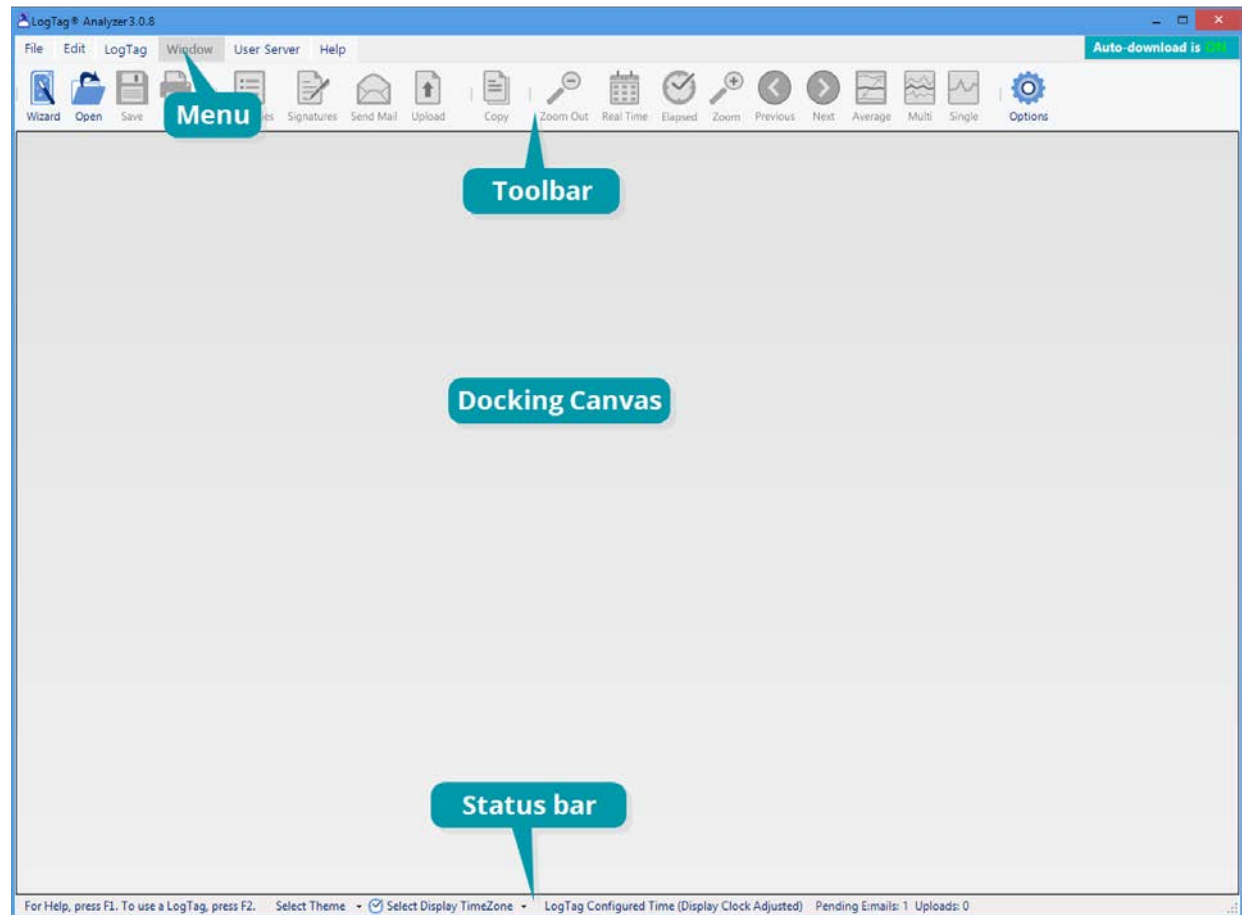 LogTag® Analyzer 3.0.8
File Edit LogTag Window User Server Help Auto-download is ON
Wizard Open Save Signatures Send Mail Upload Copy Zoom Out Real Time Elapsed Zoom Previous Next Average Multi Single Options
Menu
Toolbar
Docking Canvas
Status bar
For Help, press F1. To use a LogTag, press F2. Select Theme Select Display TimeZone LogTag Configured Time (Display Clock Adjusted) Pending E:mails: 1 Uploads: 0